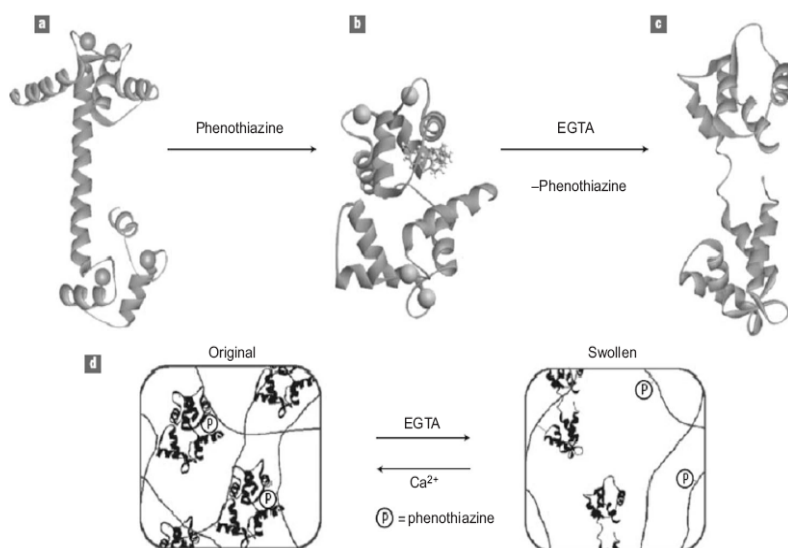 a
b
c
Phenothiazine
EGTA
–Phenothiazine
d
Original
Swollen
P
P
EGTA
Ca²⁺
P = phenothiazine
P
P